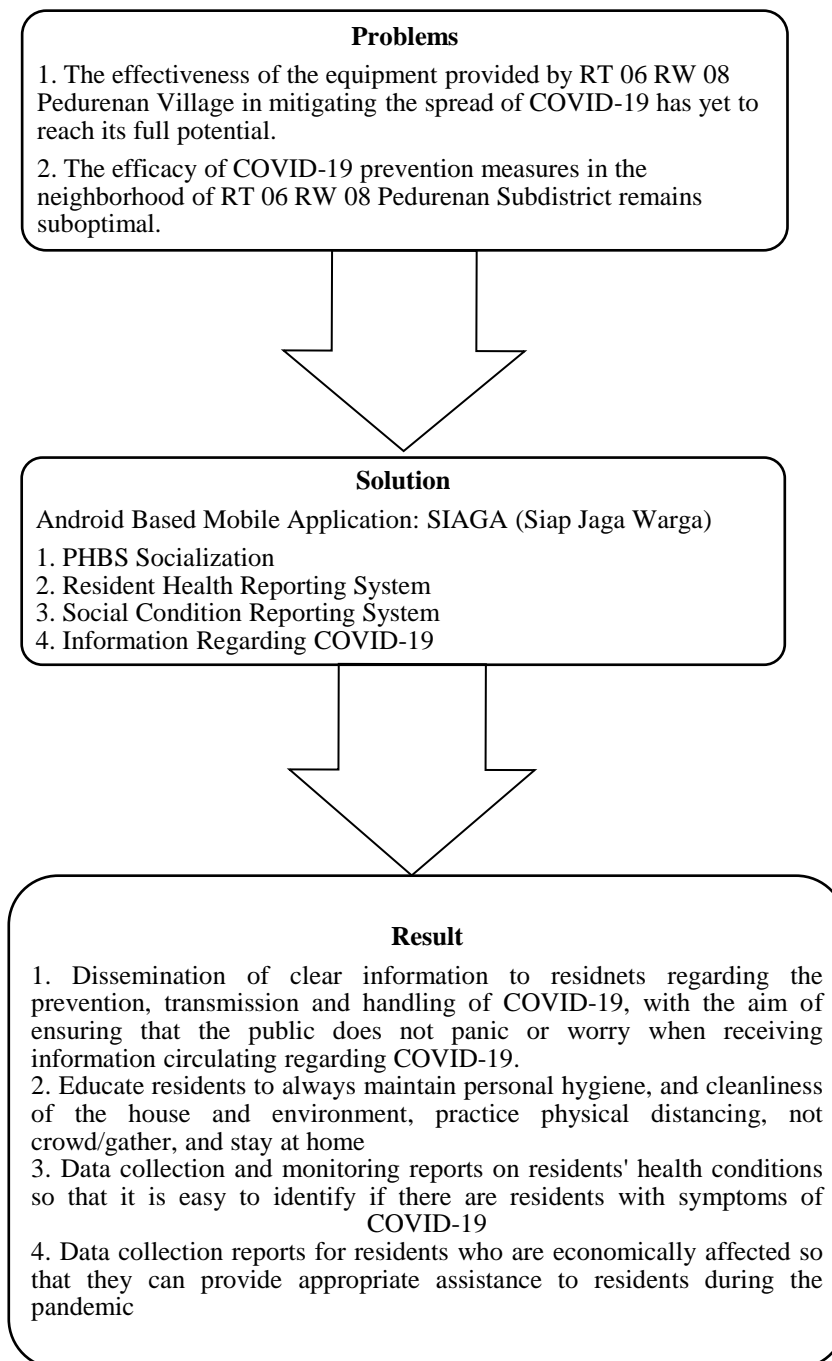 Problems
1. The effectiveness of the equipment provided by RT 06 RW 08
Pedurenan Village in mitigating the spread of COVID-19 has yet to
reach its full potential.
2. The efficacy of COVID-19 prevention measures in the
neighborhood of RT 06 RW 08 Pedurenan Subdistrict remains
suboptimal.
Solution
Android Based Mobile Application: SIAGA (Siap Jaga Warga)
1. PHBS Socialization
2. Resident Health Reporting System
3. Social Condition Reporting System
4. Information Regarding COVID-19
Result
1. Dissemination of clear information to residnets regarding the
prevention, transmission and handling of COVID-19, with the aim of
ensuring that the public does not panic or worry when receiving
information circulating regarding COVID-19.
2. Educate residents to always maintain personal hygiene, and cleanliness
of the house and environment, practice physical distancing, not
crowd/gather, and stay at home
3. Data collection and monitoring reports on residents' health conditions
so that it is easy to identify if there are residents with symptoms of
COVID-19
4. Data collection reports for residents who are economically affected so
that they can provide appropriate assistance to residents during the
pandemic